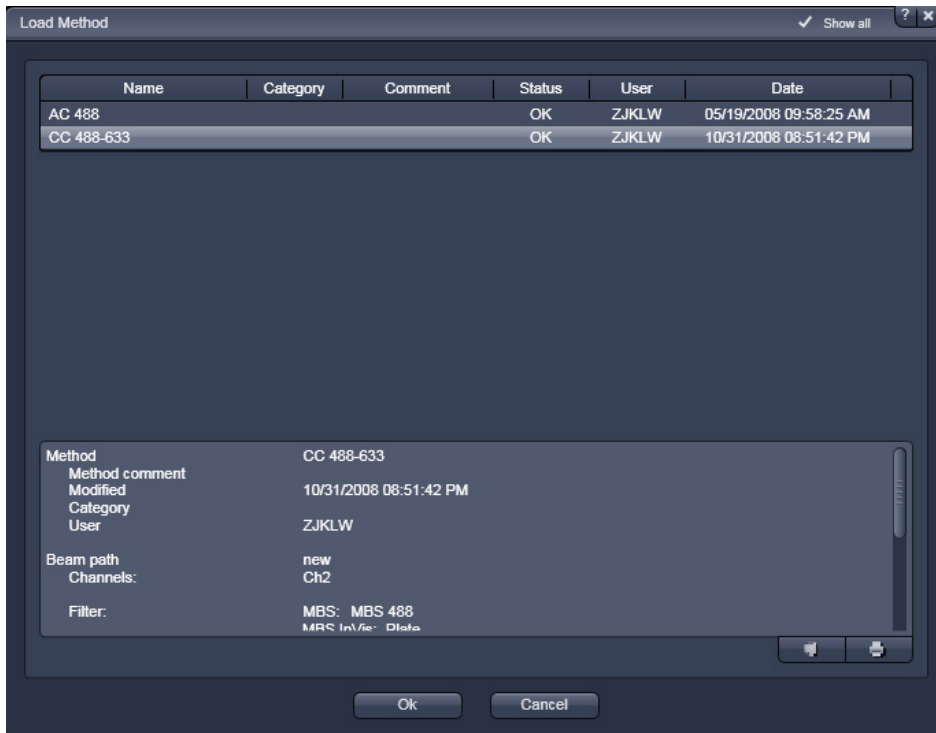 Load Method Show all ? x
Name Category Comment Status User Date
AC 488 OK ZJKLW 05/19/2008 09:58:25 AM
CC 488-633 OK ZJKLW 10/31/2008 08:51:42 PM
Method CC 488-633
Method comment
Modified 10/31/2008 08:51:42 PM
Category
User ZJKLW
Beam path new
Channels: Ch2
Filter: MBS: MBS 488
MBS InVis: Plate
Ok Cancel